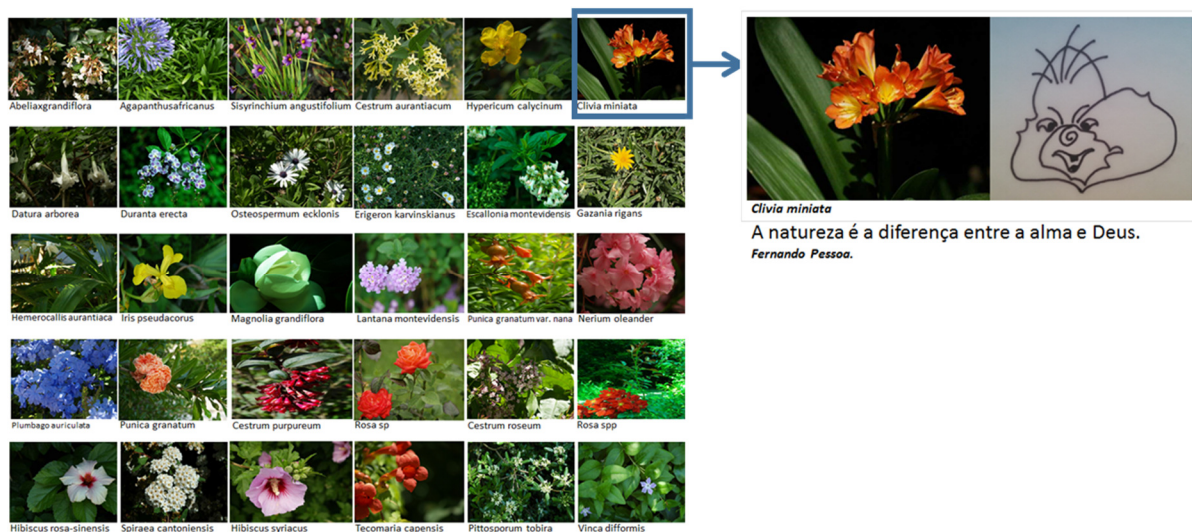 Abeliaxgrandiflora
Agapanthusafricanus
Sisyrinchium angustifolium
Cestrum aurantiacum
Hypericum calycinum
Clivia miniata
Datura arborea
Duranta erecta
Osteospermum ecklonis
Erigeron karvinskianus
Escallonia montevidensis
Gazania rigans
Hemerocallis aurantiaca
Iris pseudacorus
Magnolia grandiflora
Lantana montevidensis
Punica granatum var. nana
Nerium oleander
Plumbago auriculata
Punica granatum
Cestrum purpureum
Rosa sp
Cestrum roseum
Rosa spp
Hibiscus rosa-sinensis
Spiraea cantoniensis
Hibiscus syriacus
Tecomaria capensis
Pittosporum tobira
Vinca difformis
Clivia miniata
A natureza é a diferença entre a alma e Deus.
Fernando Pessoa.